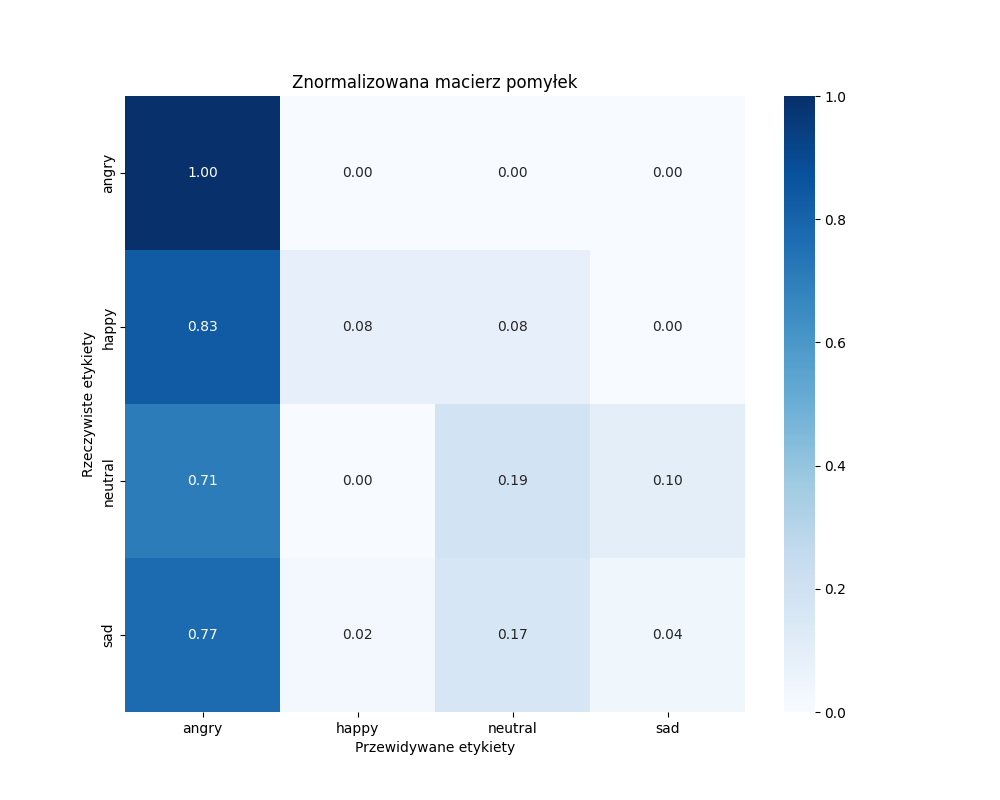 Znormalizowana macierz pomyłek
Rzeczywiste etykiety
angry
1.00 0.00 0.00 0.00
happy
0.83 0.08 0.08 0.00
neutral
0.71 0.00 0.19 0.10
sad
0.77 0.02 0.17 0.04
angry happy neutral sad
Przewidywane etykiety
1.0
0.8
0.6
0.4
0.2
0.0